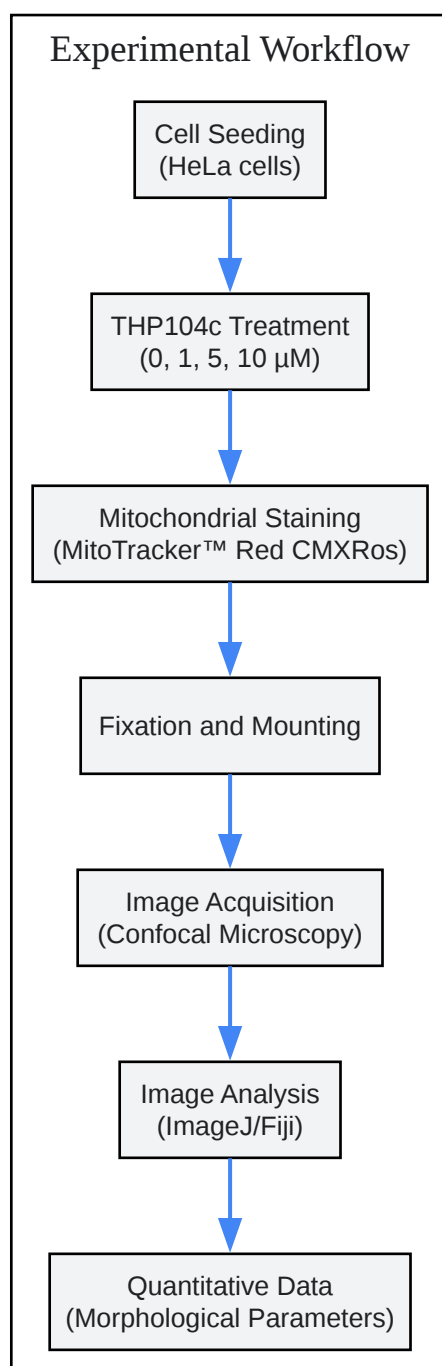 Experimental Workflow
Cell Seeding
(HeLa cells)
THP104c Treatment
(0, 1, 5, 10 µM)
Mitochondrial Staining
(MitoTracker™ Red CMXRos)
Fixation and Mounting
Image Acquisition
(Confocal Microscopy)
Image Analysis
(ImageJ/Fiji)
Quantitative Data
(Morphological Parameters)